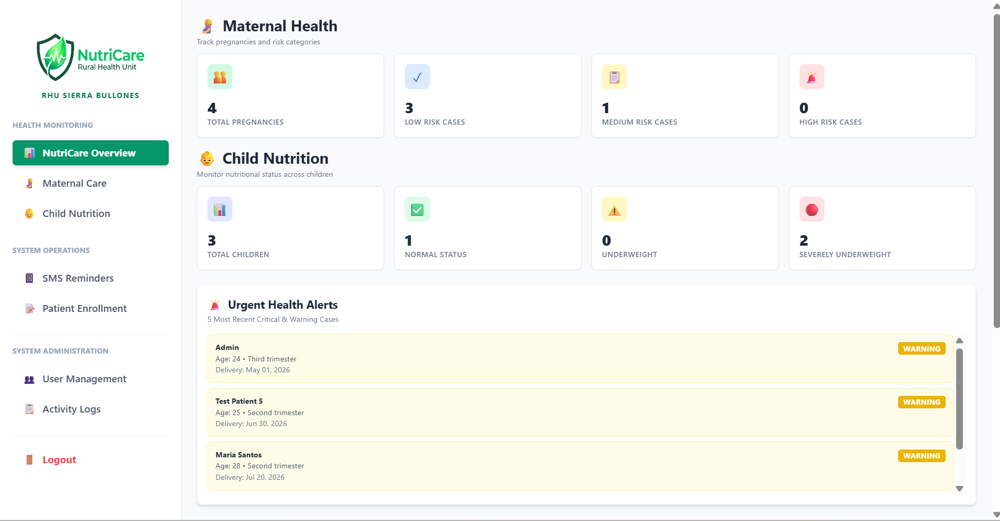 NutriCare
Rural Health Unit
RHU SIERRA BULLONES
HEALTH MONITORING
NutriCare Overview
Maternal Care
Child Nutrition
SYSTEM OPERATIONS
SMS Reminders
Patient Enrollment
SYSTEM ADMINISTRATION
User Management
Activity Logs
Logout
Maternal Health
Track pregnancies and risk categories
4
TOTAL PREGNANCIES
3
LOW RISK CASES
1
MEDIUM RISK CASES
0
HIGH RISK CASES
Child Nutrition
Monitor nutritional status across children
3
TOTAL CHILDREN
1
NORMAL STATUS
0
UNDERWEIGHT
2
SEVERELY UNDERWEIGHT
Urgent Health Alerts
5 Most Recent Critical & Warning Cases
Admin
WARNING
Age: 24 • Third trimester
Delivery: May 01, 2026
Test Patient 5
WARNING
Age: 25 • Second trimester
Delivery: Jun 30, 2026
Maria Santos
WARNING
Age: 28 • Second trimester
Delivery: Jul 20, 2026